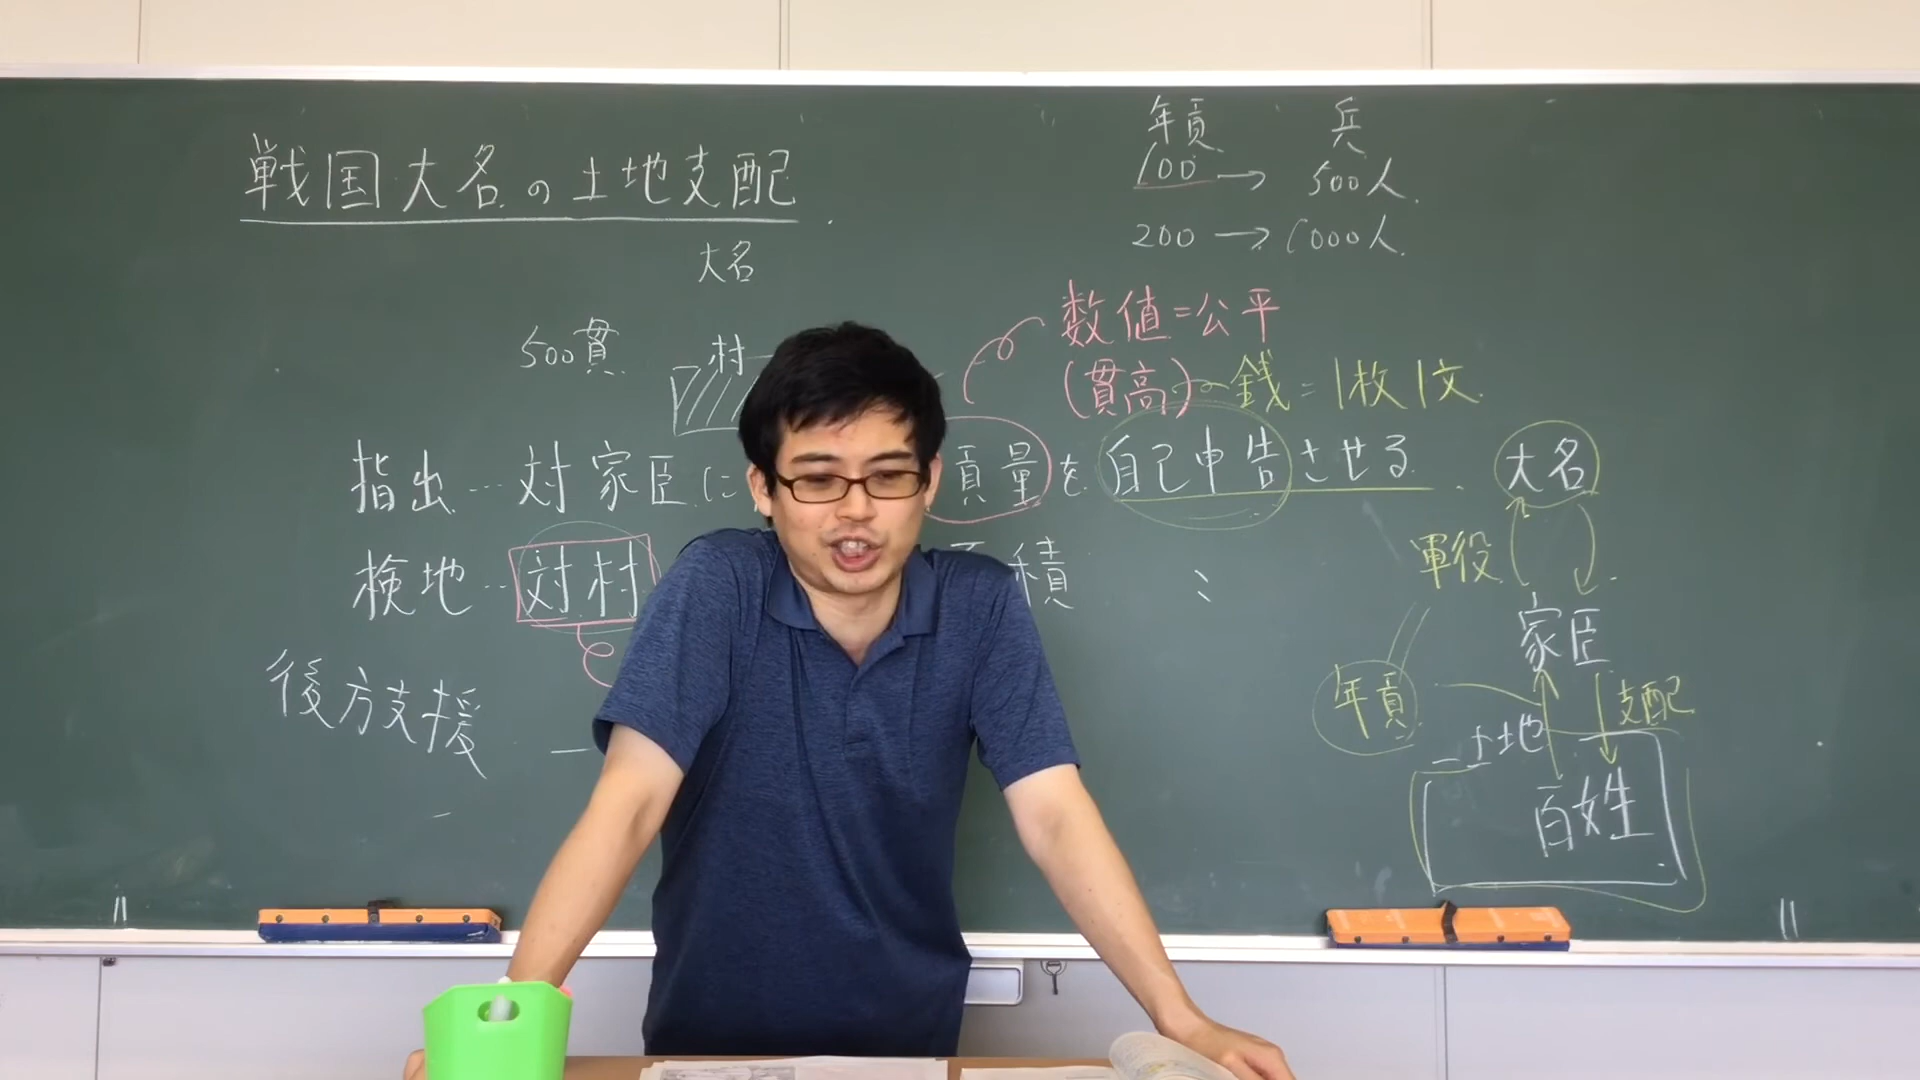 戦国大名の土地支配
年貢 兵
100 → 500人
200 → 1000人
大名
500貫 村
数値=公平
(貫高)〜銭=1枚1文
指出…対家臣に 貢量を自己申告させる
検地…対村 積 〃
後方支援
大名
軍役
家臣
年貢 支配
土地
百姓